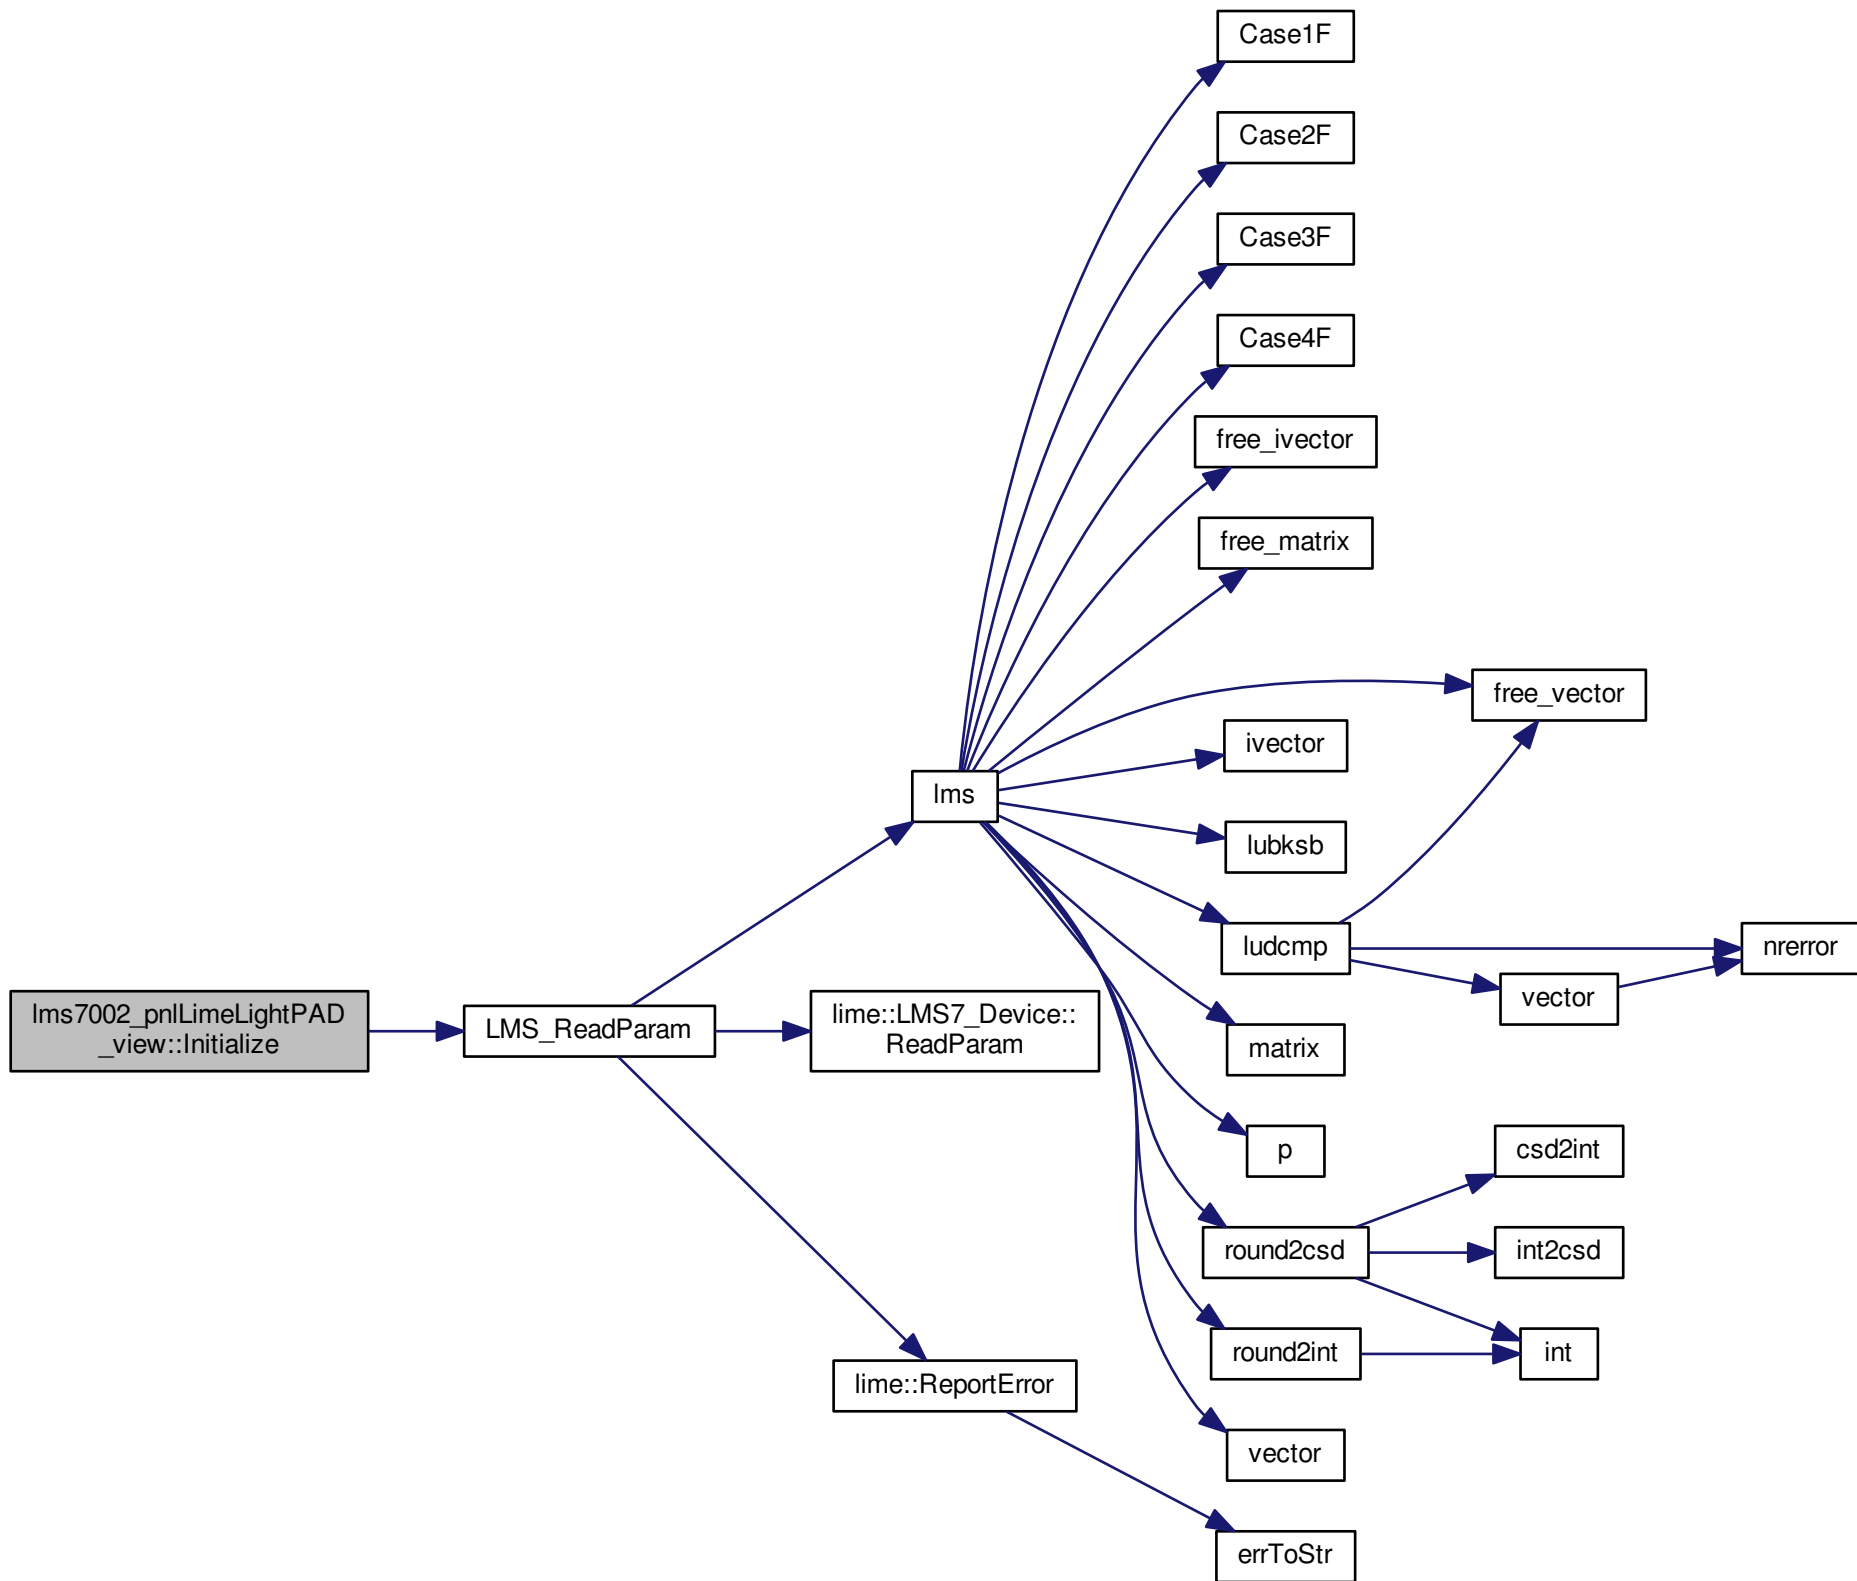 Case1F
Case2F
Case3F
Case4F
free_ivector
free_matrix
free_vector
ivector
lms
lubksb
ludcmp
nrerror
vector
lms7002_pnlLimeLightPAD
_view::Initialize
LMS_ReadParam
lime::LMS7_Device::
ReadParam
matrix
p
csd2int
round2csd
int2csd
round2int
int
lime::ReportError
vector
errToStr